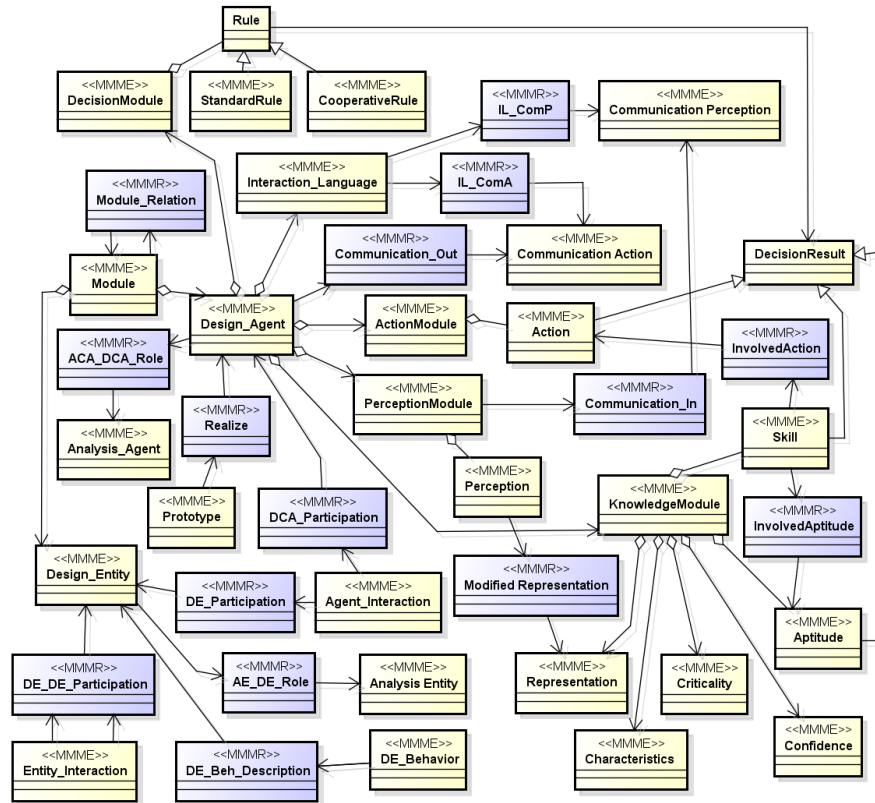 Rule
<<MMME>>
DecisionModule
<<MMME>>
StandardRule
<<MMME>>
CooperativeRule
<<MMMR>>
IL_ComP
<<MMME>>
Communication Perception
<<MMME>>
Interaction_Language
<<MMMR>>
IL_ComA
<<MMMR>>
Module_Relation
<<MMMR>>
Communication_Out
<<MMME>>
Communication Action
DecisionResult
<<MMME>>
Module
<<MMME>>
Design_Agent
<<MMME>>
ActionModule
<<MMME>>
Action
<<MMMR>>
InvolvedAction
<<MMMR>>
ACA_DCA_Role
<<MMME>>
PerceptionModule
<<MMMR>>
Communication_In
<<MMMR>>
Realize
<<MMME>>
Analysis_Agent
<<MMME>>
Skill
<<MMME>>
Prototype
<<MMMR>>
DCA_Participation
<<MMME>>
Perception
<<MMME>>
KnowledgeModule
<<MMMR>>
InvolvedAptitude
<<MMME>>
Design_Entity
<<MMMR>>
DE_Participation
<<MMME>>
Agent_Interaction
<<MMMR>>
Modified Representation
<<MMME>>
Aptitude
<<MMMR>>
DE_DE_Participation
<<MMMR>>
AE_DE_Role
<<MMME>>
Analysis Entity
<<MMME>>
Representation
<<MMME>>
Criticality
<<MMME>>
Confidence
<<MMME>>
Entity_Interaction
<<MMMR>>
DE_Beh_Description
<<MMME>>
DE_Behavior
<<MMME>>
Characteristics